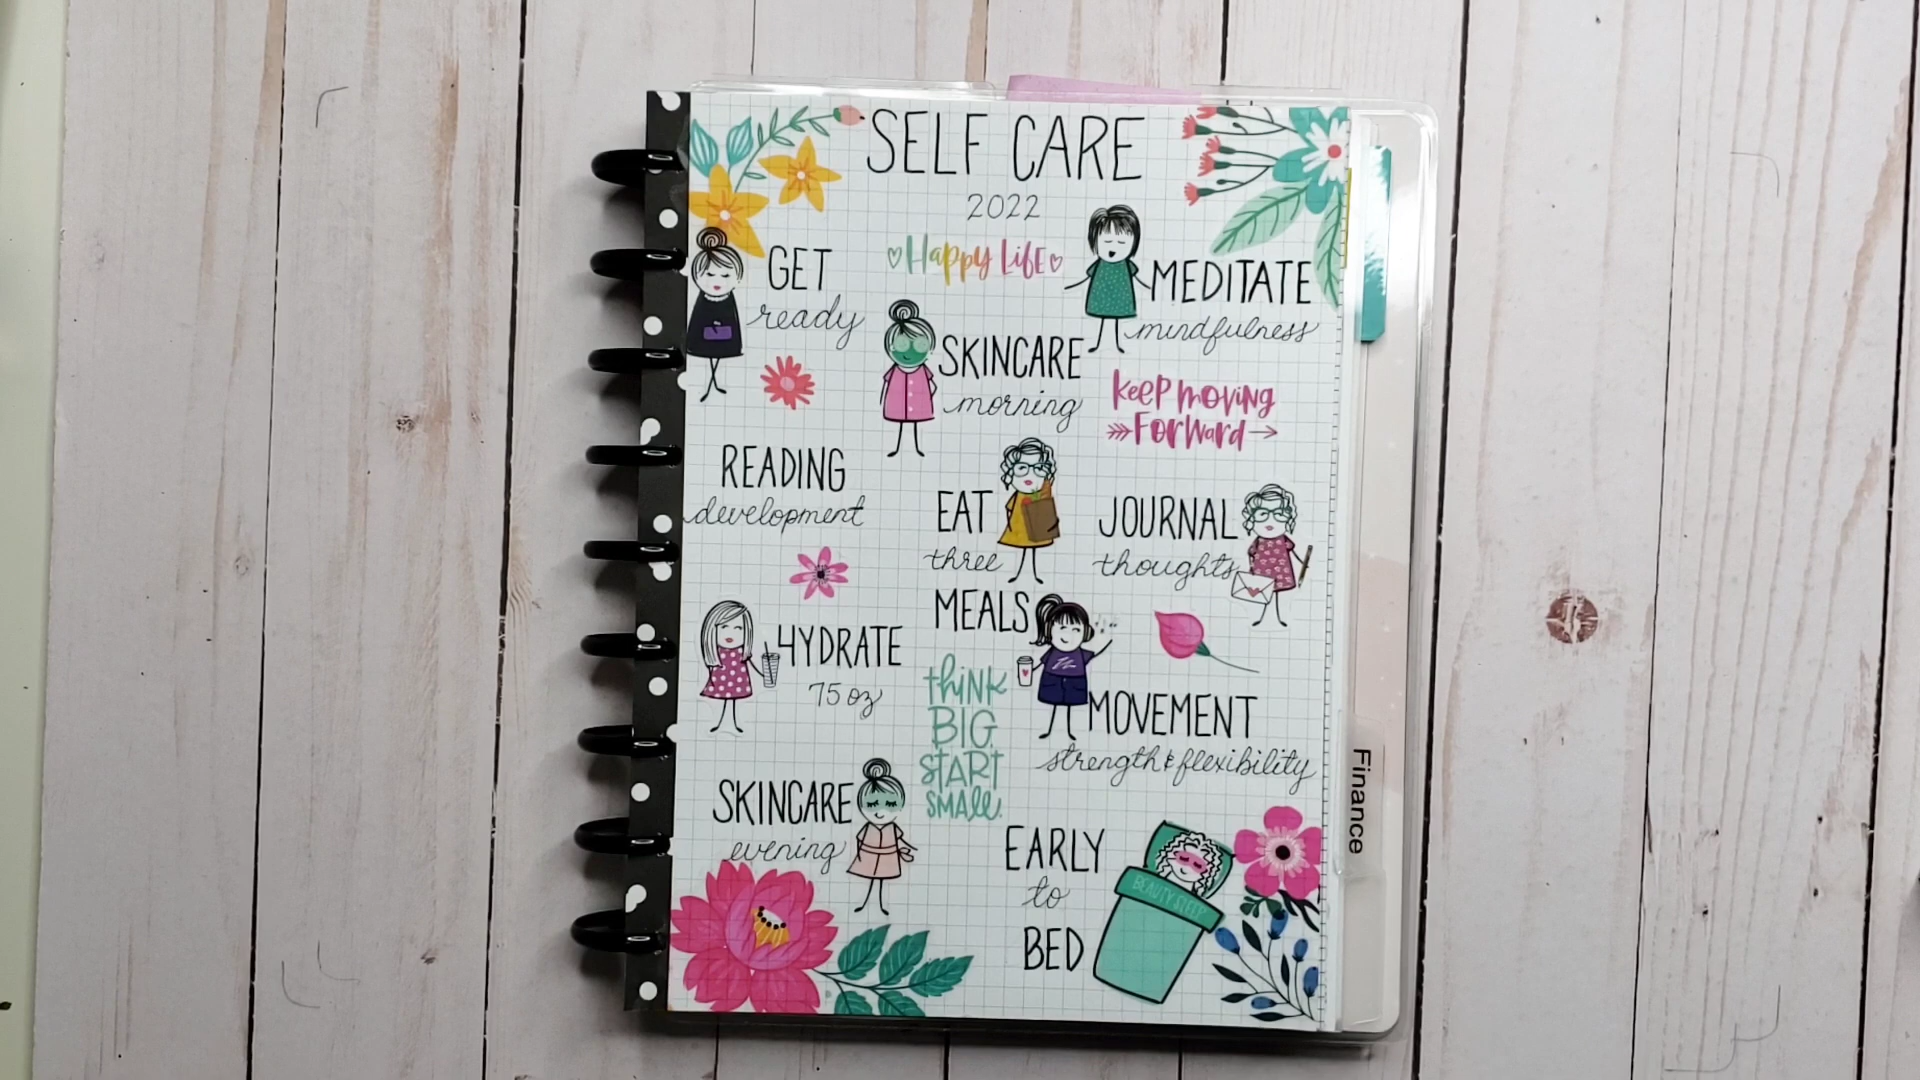 SELF CARE
2022
Happy Life
GET
ready
MEDITATE
mindfulness
SKINCARE
morning
keep moving
Forward
READING
development
EAT
three
MEALS
JOURNAL
thoughts
HYDRATE
75 oz
think
BIG
START
SMALL
MOVEMENT
strength & flexibility
SKINCARE
evening
EARLY
to
BED
BEAUTY SLEEP
Finance